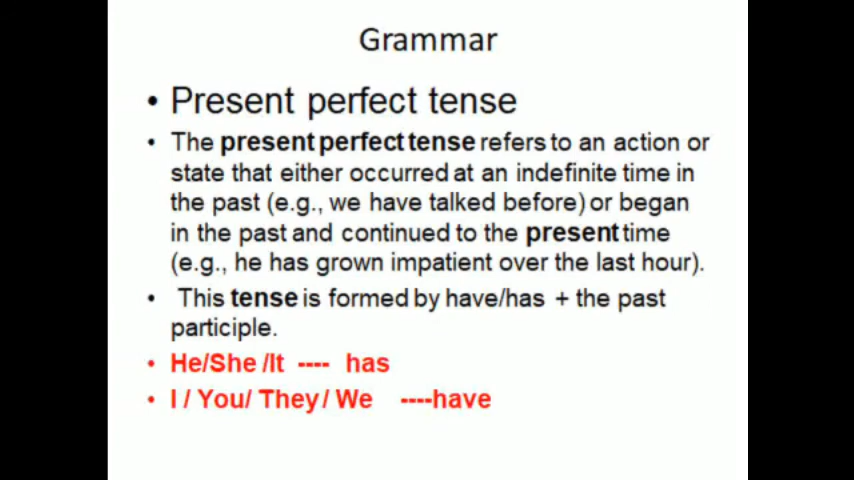 Grammar
• Present perfect tense
• The present perfect tense refers to an action or
state that either occurred at an indefinite time in
the past (e.g., we have talked before) or began
in the past and continued to the present time
(e.g., he has grown impatient over the last hour).
• This tense is formed by have/has + the past
participle.
• He/She /It ---- has
• I / You/ They/ We ----have